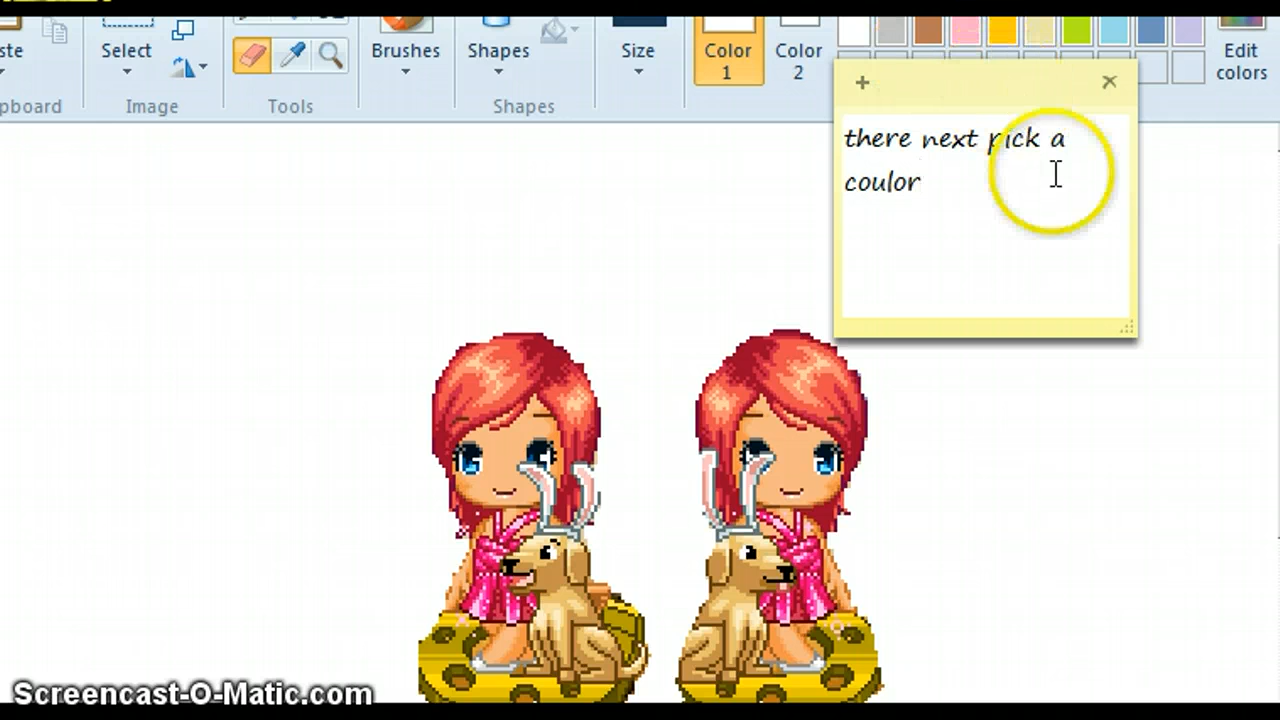 ste
Select
Brushes
Shapes
Size
Color
1
Color
2
Edit
colors
pboard
Image
Tools
Shapes
there next pick a
coulor
Screencast-O-Matic.com